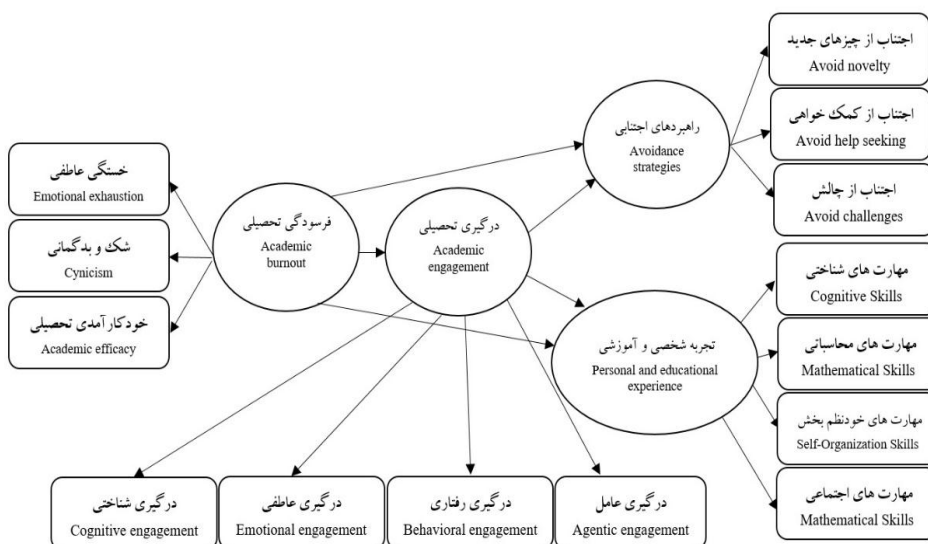 اجتناب از چیزهای جدید
Avoid novelty
اجتناب از کمک خواهی
Avoid help seeking
اجتناب از چالش
Avoid challenges
راهبردهای اجتنابی
Avoidance
strategies
خستگی عاطفی
Emotional exhaustion
شک و بدگمانی
Cynicism
خودکارآمدی تحصیلی
Academic efficacy
فرسودگی تحصیلی
Academic
burnout
درگیری تحصیلی
Academic
engagement
تجربه شخصی و آموزشی
Personal and educational
experience
مهارت های شناختی
Cognitive Skills
مهارت های محاسباتی
Mathematical Skills
مهارت های خودنظم بخش
Self-Organization Skills
مهارت های اجتماعی
Mathematical Skills
درگیری شناختی
Cognitive engagement
درگیری عاطفی
Emotional engagement
درگیری رفتاری
Behavioral engagement
درگیری عامل
Agentic engagement